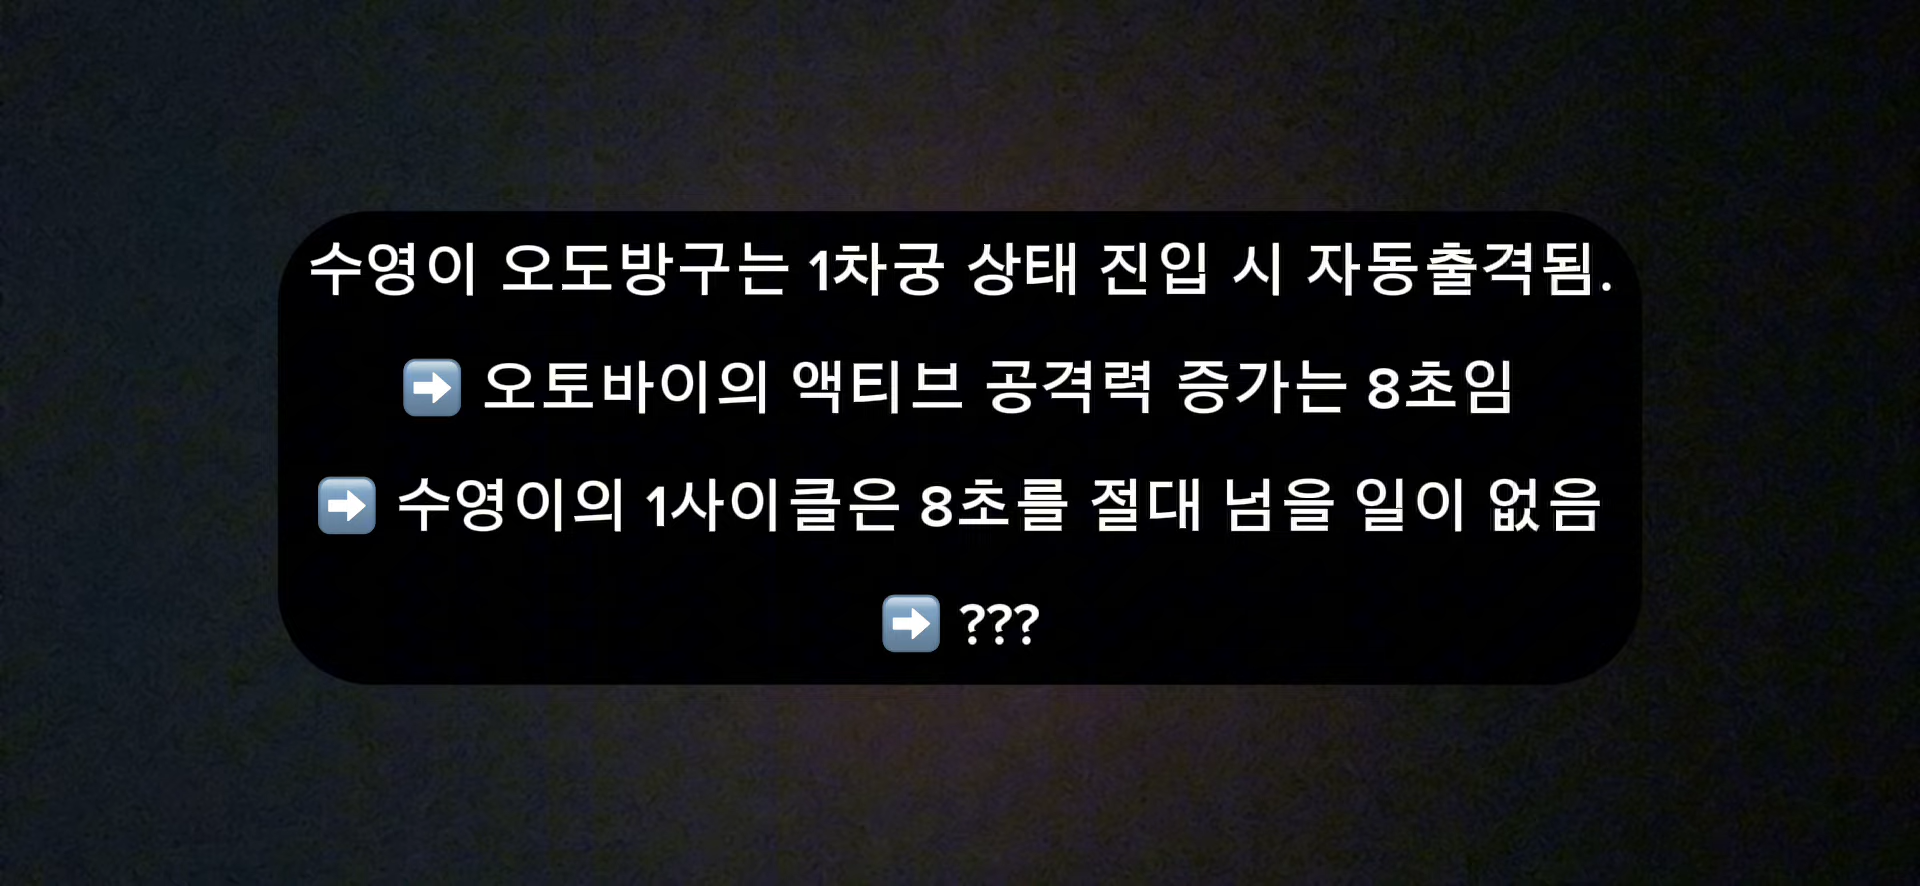 수영이 오도방구는 1차궁 상태 진입 시 자동출격됨.
➡️ 오토바이의 액티브 공격력 증가는 8초임
➡️ 수영이의 1사이클은 8초를 절대 넘을 일이 없음
➡️ ???